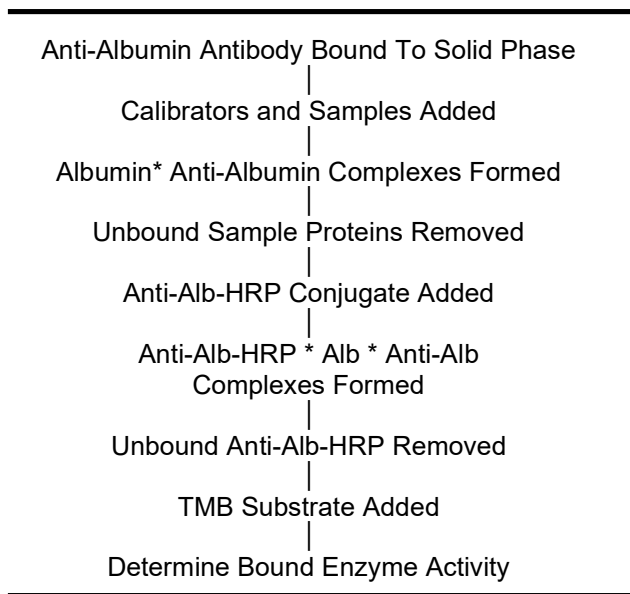 Anti-Albumin Antibody Bound To Solid Phase
Calibrators and Samples Added
Albumin* Anti-Albumin Complexes Formed
Unbound Sample Proteins Removed
Anti-Alb-HRP Conjugate Added
Anti-Alb-HRP * Alb * Anti-Alb
Complexes Formed
Unbound Anti-Alb-HRP Removed
TMB Substrate Added
Determine Bound Enzyme Activity